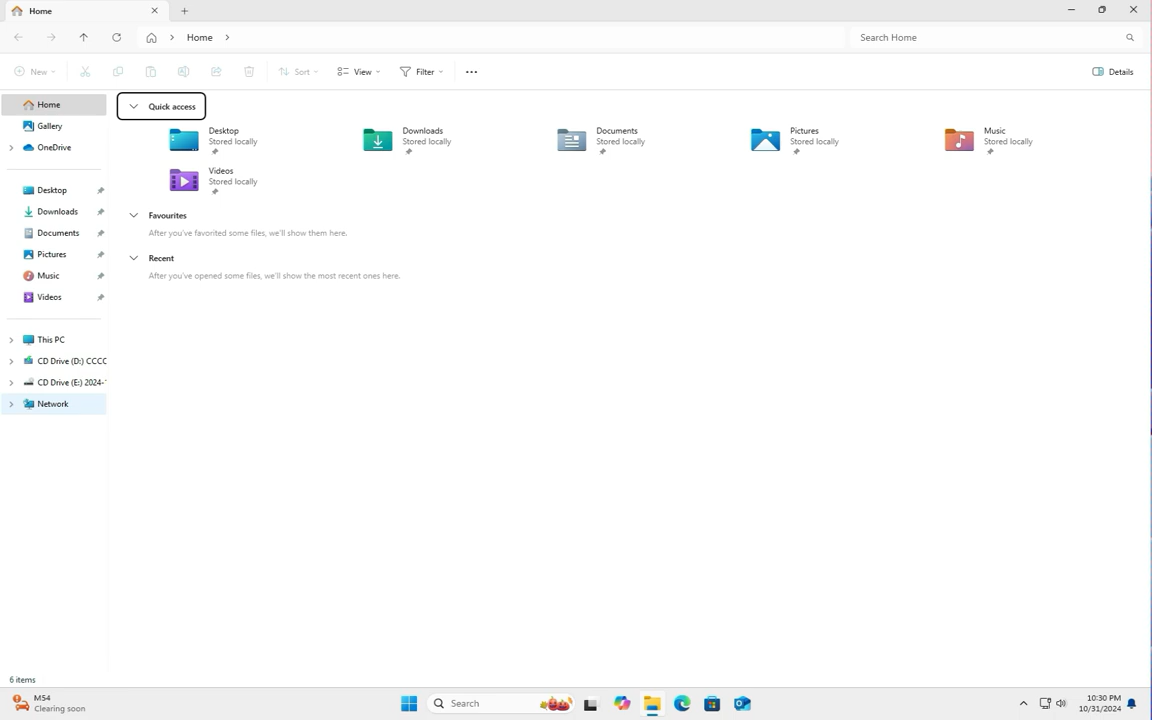 Home
Home
Search Home
New
Sort
View
Filter
Details
Home
Gallery
OneDrive
Desktop
Downloads
Documents
Pictures
Music
Videos
This PC
CD Drive (D:) CCCC
CD Drive (E:) 2024-
Network
Quick access
Desktop
Stored locally
Downloads
Stored locally
Documents
Stored locally
Pictures
Stored locally
Music
Stored locally
Videos
Stored locally
Favourites
After you've favorited some files, we'll show them here.
Recent
After you've opened some files, we'll show the most recent ones here.
6 items
M54
Clearing soon
Search
10:30 PM
10/31/2024